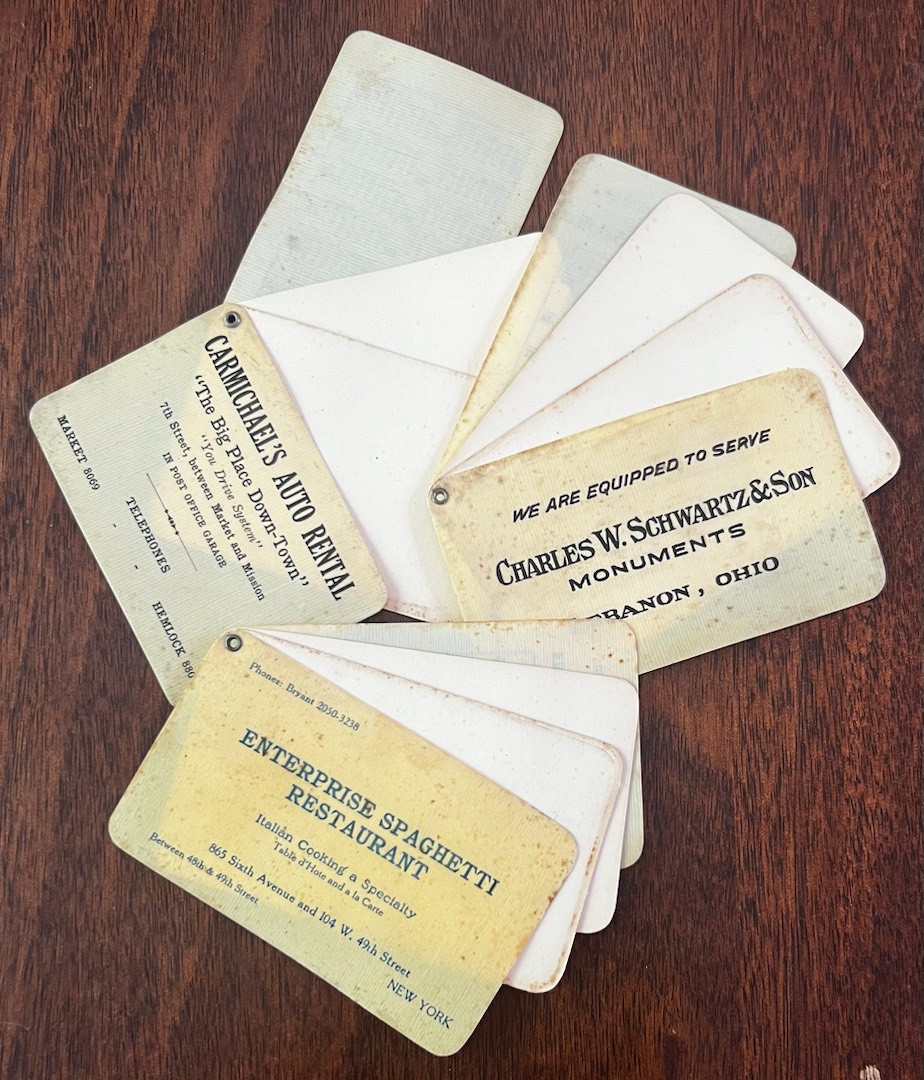 CARMICHAEL'S AUTO RENTAL
"The Big Place Down-Town"
"You Drive System"
7th Street, between Market and Mission
IN POST OFFICE GARAGE
TELEPHONES
MARKET 8069
HEMLOCK 880
WE ARE EQUIPPED TO SERVE
CHARLES W. SCHWARTZ & SON
MONUMENTS
EBANON, OHIO
Phones: Bryant 2050-3238
ENTERPRISE SPAGHETTI
RESTAURANT
Italian Cooking a Specialty
Table d'Hote and a la Carte
865 Sixth Avenue and 104 W. 49th Street
Between 48th & 49th Street
NEW YORK